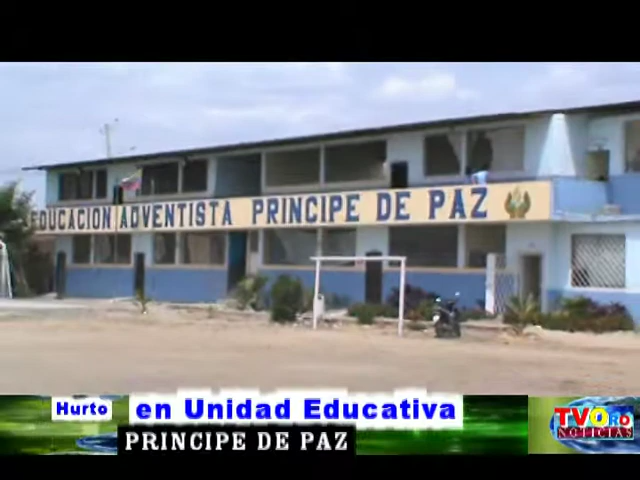 EDUCACION ADVENTISTA PRINCIPE DE PAZ
Hurto en Unidad Educativa
PRINCIPE DE PAZ
TVORO
NOTICIAS